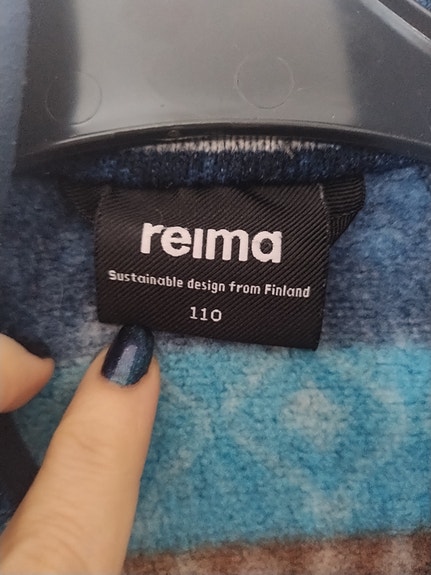 reima
Sustainable design from Finland
110